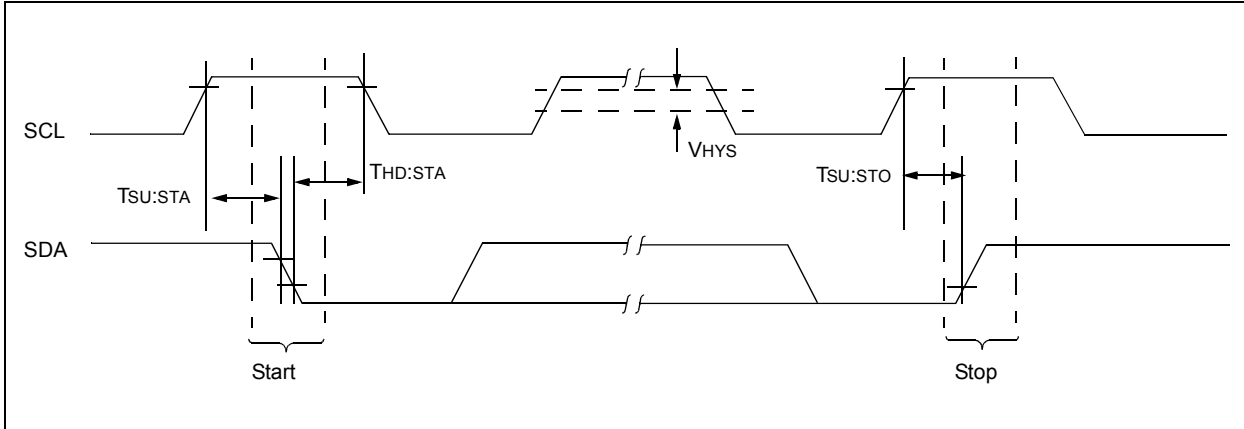 SCL
VHYS
THD:STA
TSU:STA
TSU:STO
SDA
Start
Stop